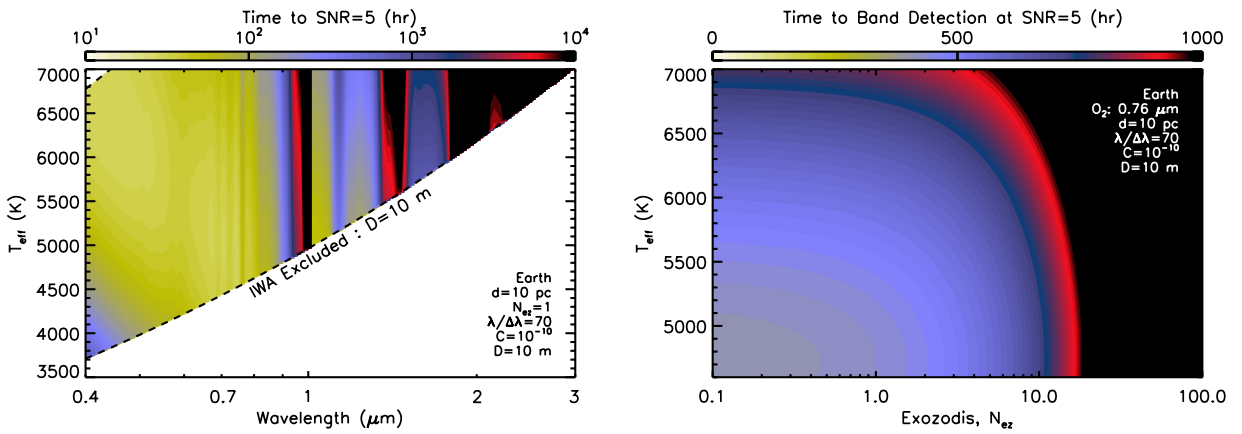 Time to SNR=5 (hr)
10¹ 10² 10³ 10⁴
7000
6500
6000
5500
5000
4500
4000
3500
T_eff (K)
IWA Excluded : D=10 m
Earth
d=10 pc
N_ez=1
λ/Δλ=70
C=10⁻¹⁰
D=10 m
0.4 0.7 1 2 3
Wavelength (μm)
Time to Band Detection at SNR=5 (hr)
0 500 1000
7000
6500
6000
5500
5000
T_eff (K)
Earth
O₂: 0.76 μm
d=10 pc
λ/Δλ=70
C=10⁻¹⁰
D=10 m
0.1 1.0 10.0 100.0
Exozodis, N_ez